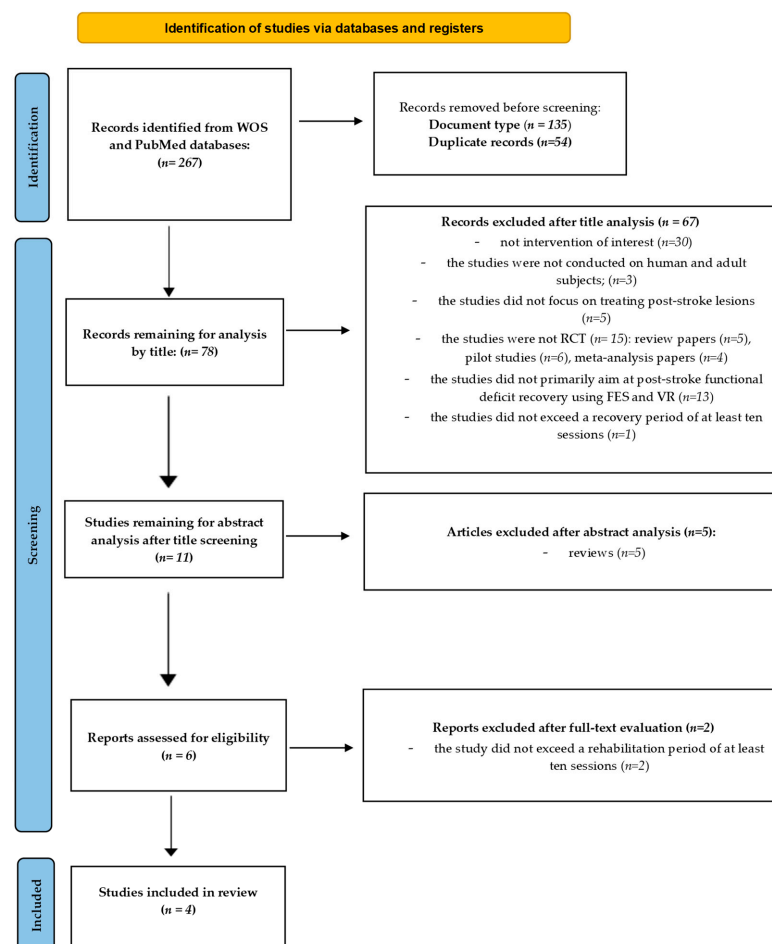 Identification of studies via databases and registers
Identification
Records identified from WOS
and PubMed databases:
(n= 267)
Records removed before screening:
Document type (n = 135)
Duplicate records (n=54)
Screening
Records remaining for analysis
by title: (n= 78)
Records excluded after title analysis (n = 67)
- not intervention of interest (n=30)
- the studies were not conducted on human and adult
subjects; (n=3)
- the studies did not focus on treating post-stroke lesions
(n=5)
- the studies were not RCT (n= 15): review papers (n=5),
pilot studies (n=6), meta-analysis papers (n=4)
- the studies did not primarily aim at post-stroke functional
deficit recovery using FES and VR (n=13)
- the studies did not exceed a recovery period of at least ten
sessions (n=1)
Studies remaining for abstract
analysis after title screening
(n= 11)
Articles excluded after abstract analysis (n=5):
- reviews (n=5)
Reports assessed for eligibility
(n = 6)
Reports excluded after full-text evaluation (n=2)
- the study did not exceed a rehabilitation period of at least
ten sessions (n=2)
Included
Studies included in review
(n = 4)